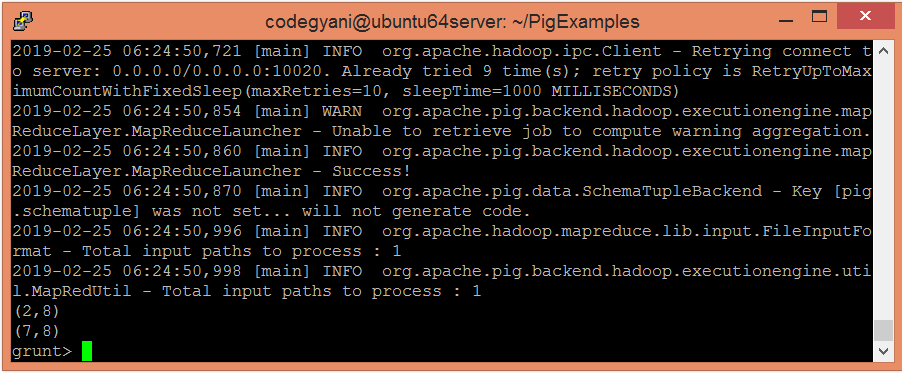 codegyani@ubuntu64server: ~/PigExamples
2019-02-25 06:24:50,721 [main] INFO  org.apache.hadoop.ipc.Client - Retrying connect t
o server: 0.0.0.0/0.0.0.0:10020. Already tried 9 time(s); retry policy is RetryUpToMax
imumCountWithFixedSleep(maxRetries=10, sleepTime=1000 MILLISECONDS)
2019-02-25 06:24:50,854 [main] WARN  org.apache.pig.backend.hadoop.executionengine.map
ReduceLayer.MapReduceLauncher - Unable to retrieve job to compute warning aggregation.
2019-02-25 06:24:50,860 [main] INFO  org.apache.pig.backend.hadoop.executionengine.map
ReduceLayer.MapReduceLauncher - Success!
2019-02-25 06:24:50,870 [main] INFO  org.apache.pig.data.SchemaTupleBackend - Key [pig
.schematuple] was not set... will not generate code.
2019-02-25 06:24:50,996 [main] INFO  org.apache.hadoop.mapreduce.lib.input.FileInputFo
rmat - Total input paths to process : 1
2019-02-25 06:24:50,998 [main] INFO  org.apache.pig.backend.hadoop.executionengine.uti
l.MapRedUtil - Total input paths to process : 1
(2,8)
(7,8)
grunt>